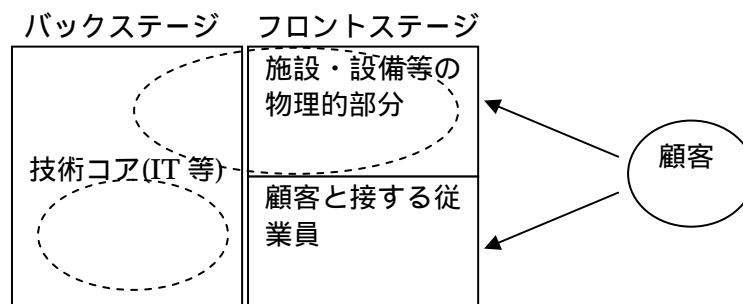 バックステージ
フロントステージ
施設・設備等の
物理的部分
技術コア(IT 等)
顧客と接する従
業員
顧客